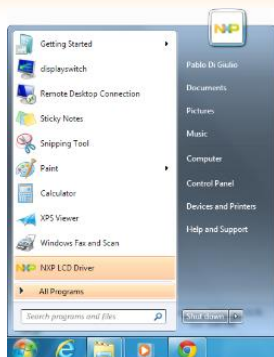 NXP
Getting Started
displayswitch
Remote Desktop Connection
Sticky Notes
Snipping Tool
Paint
Calculator
XPS Viewer
Windows Fax and Scan
NXP LCD Driver
All Programs
Search programs and files
Pablo Di Giulio
Documents
Pictures
Music
Computer
Control Panel
Devices and Printers
Help and Support
Shut down